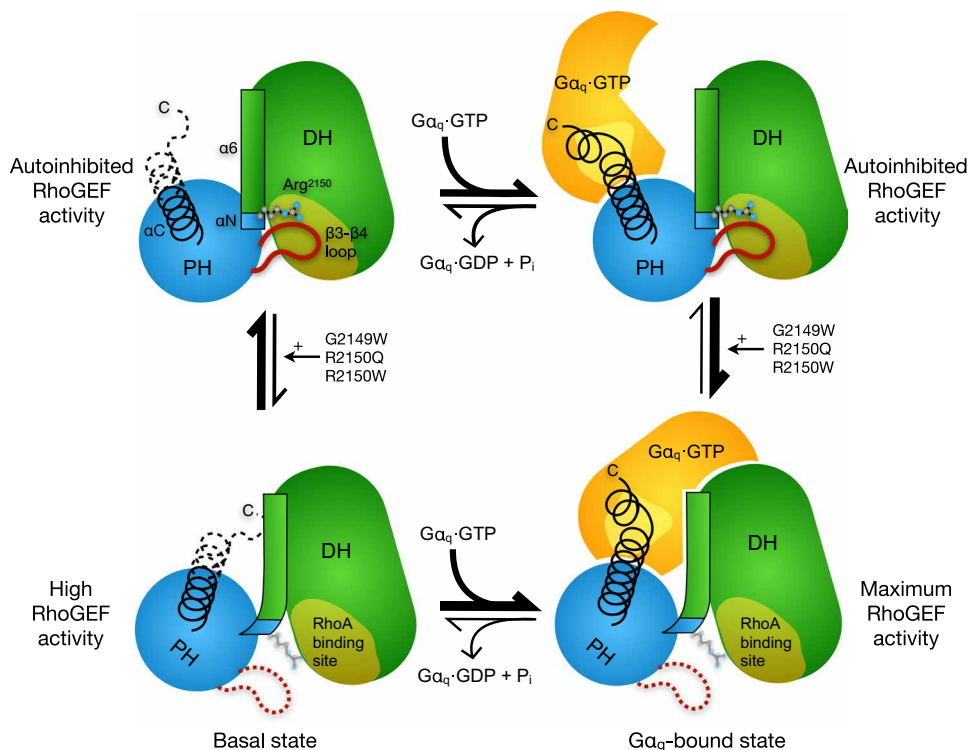 Autoinhibited
RhoGEF
activity
C
α6
DH
Arg²¹⁵⁰
αC
αN
β3-β4
loop
PH
Gαq·GTP
Gαq·GDP + Pi
Gαq·GTP
C
DH
PH
Autoinhibited
RhoGEF
activity
+
G2149W
R2150Q
R2150W
+
G2149W
R2150Q
R2150W
High
RhoGEF
activity
C
DH
PH
RhoA
binding
site
Gαq·GTP
Gαq·GDP + Pi
Gαq·GTP
C
DH
PH
RhoA
binding
site
Maximum
RhoGEF
activity
Basal state
Gαq-bound state